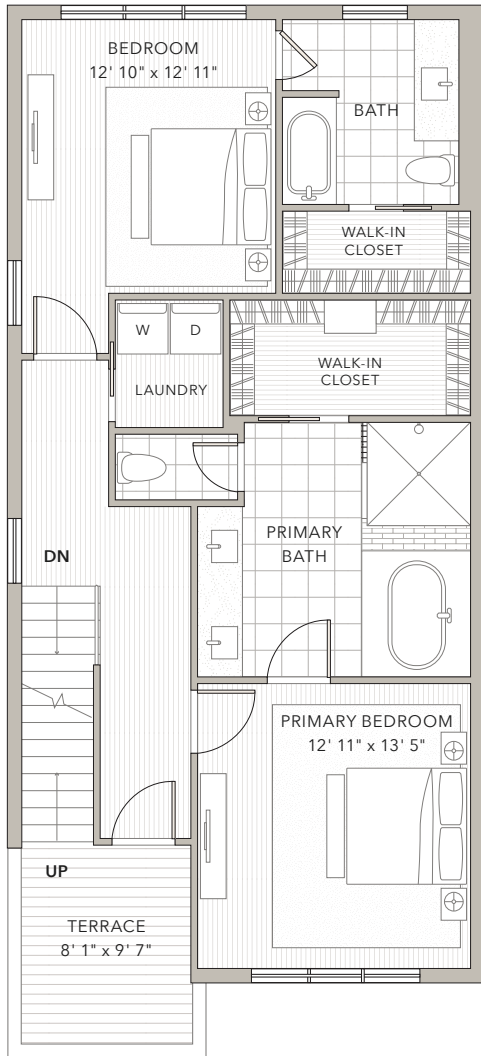 BEDROOM
12' 10" x 12' 11"
BATH
WALK-IN
CLOSET
W
D
LAUNDRY
WALK-IN
CLOSET
PRIMARY
BATH
DN
PRIMARY BEDROOM
12' 11" x 13' 5"
UP
TERRACE
8' 1" x 9' 7"